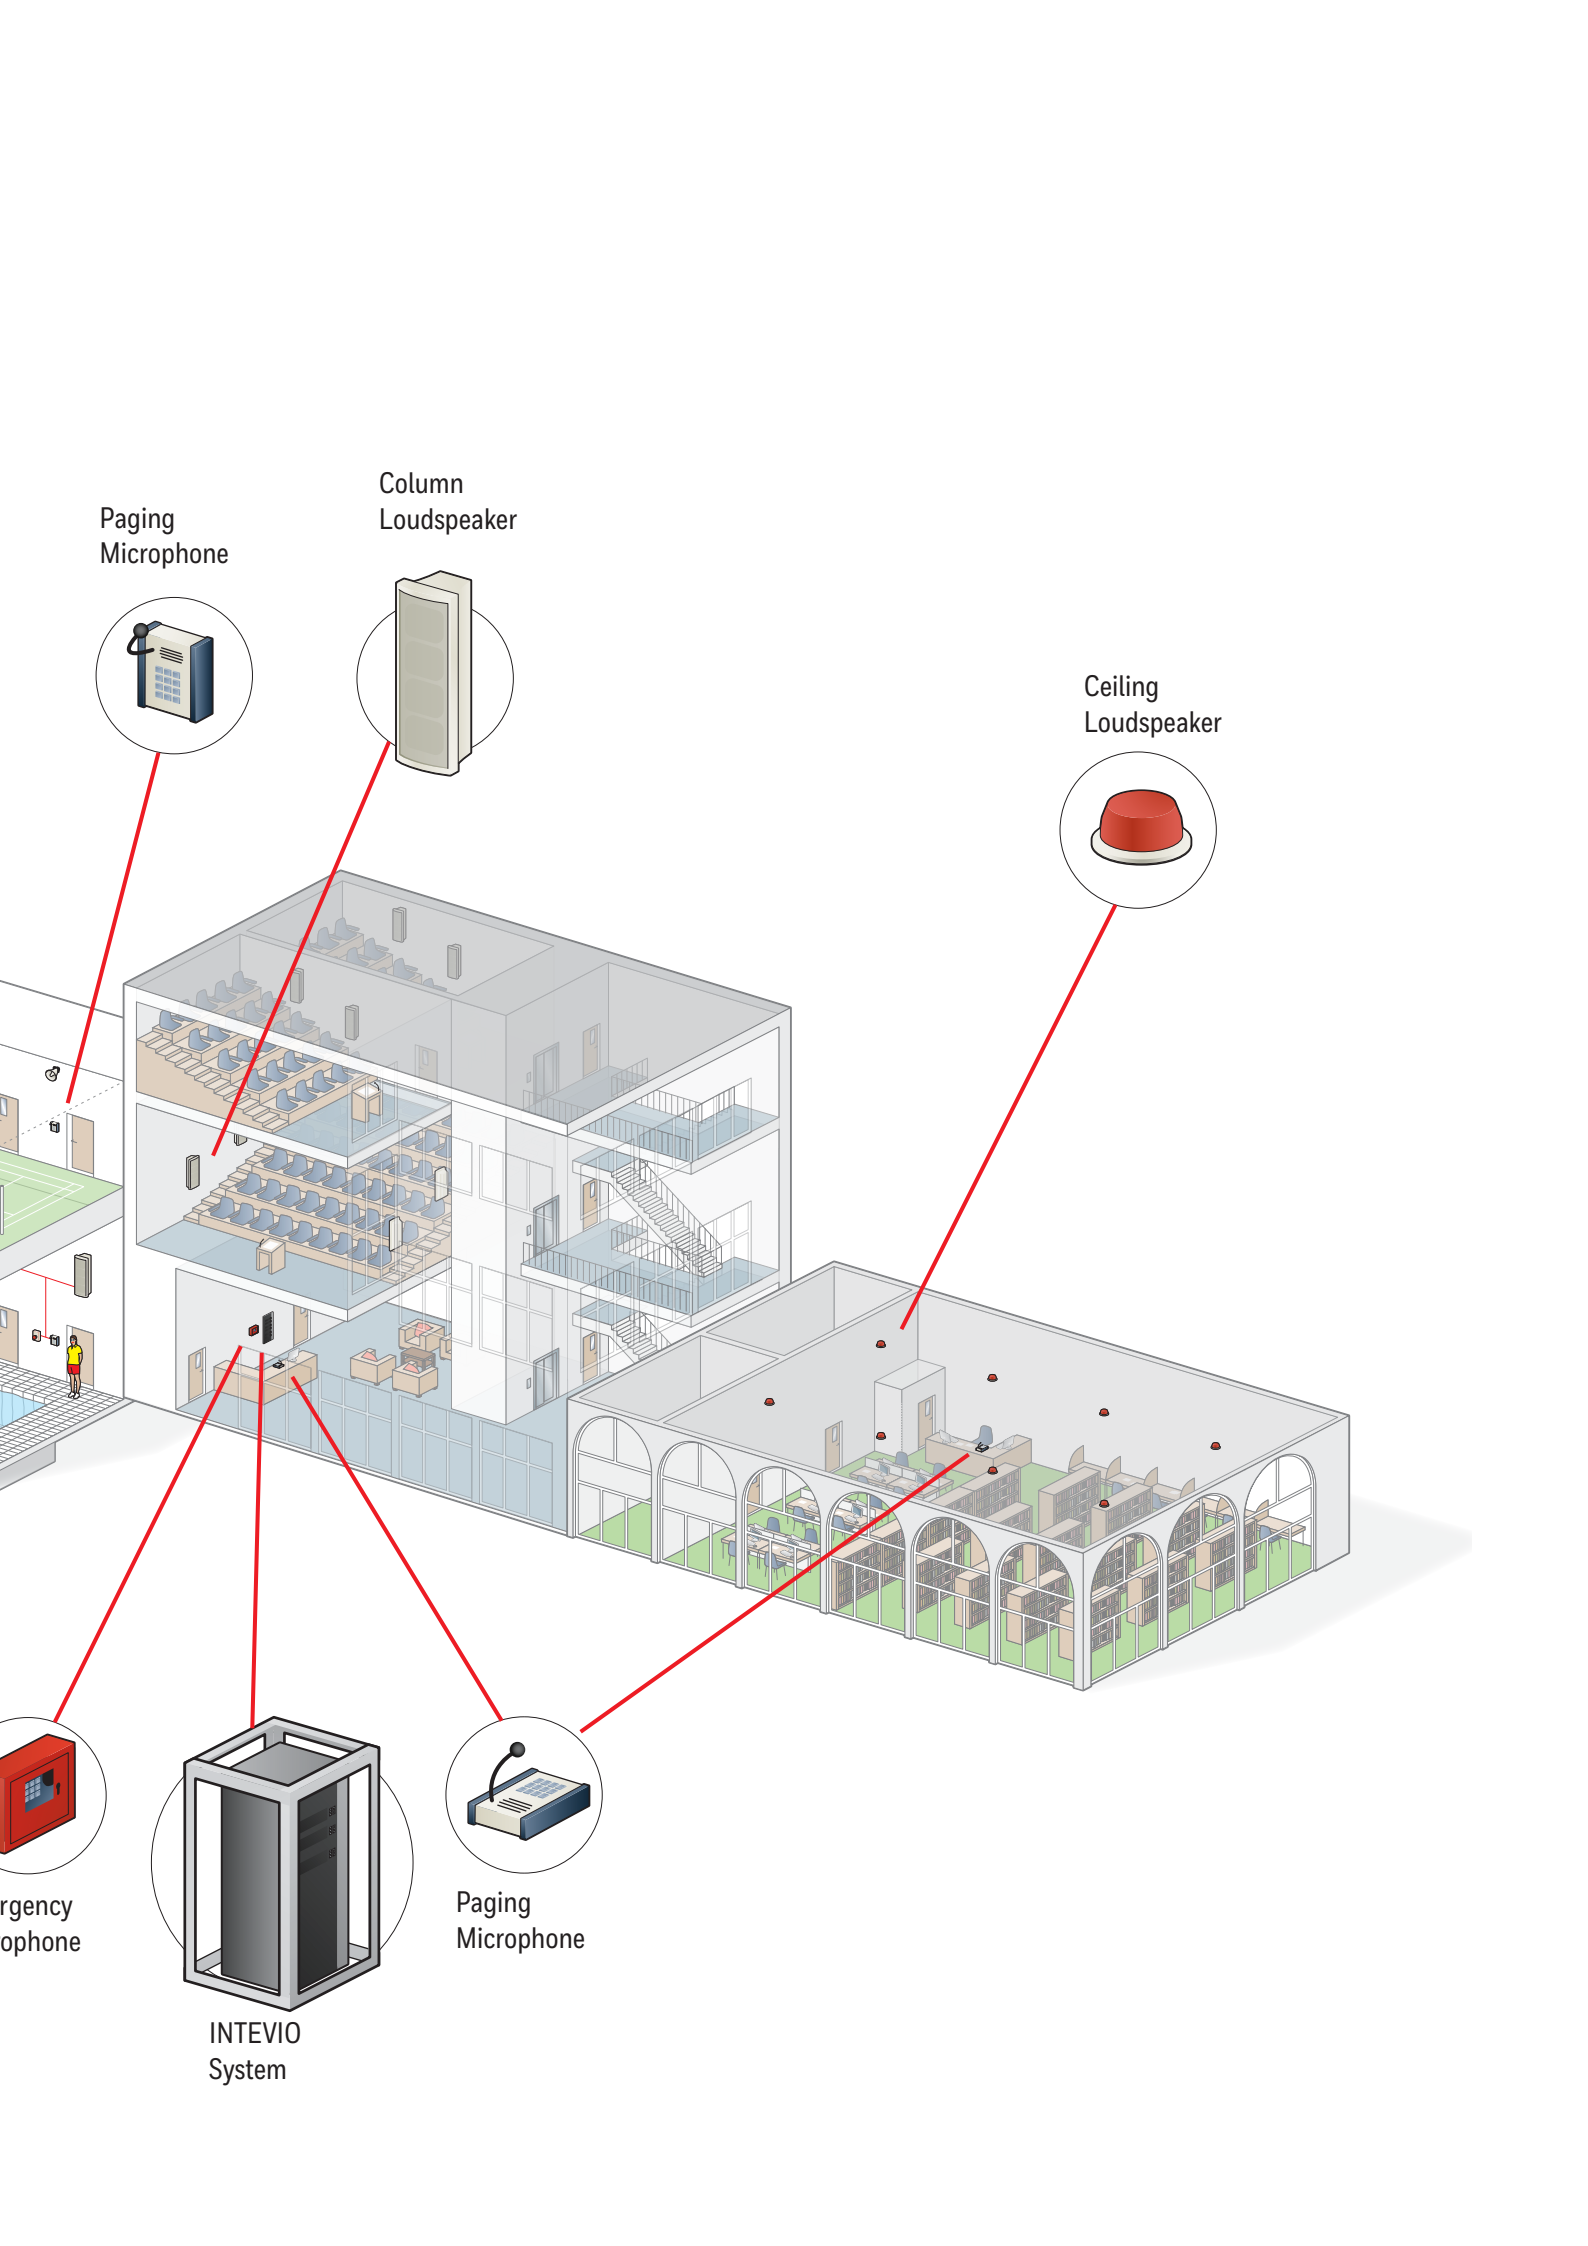 Column
Loudspeaker
Paging
Microphone
Ceiling
Loudspeaker
rgency
ophone
Paging
Microphone
INTEVIO
System